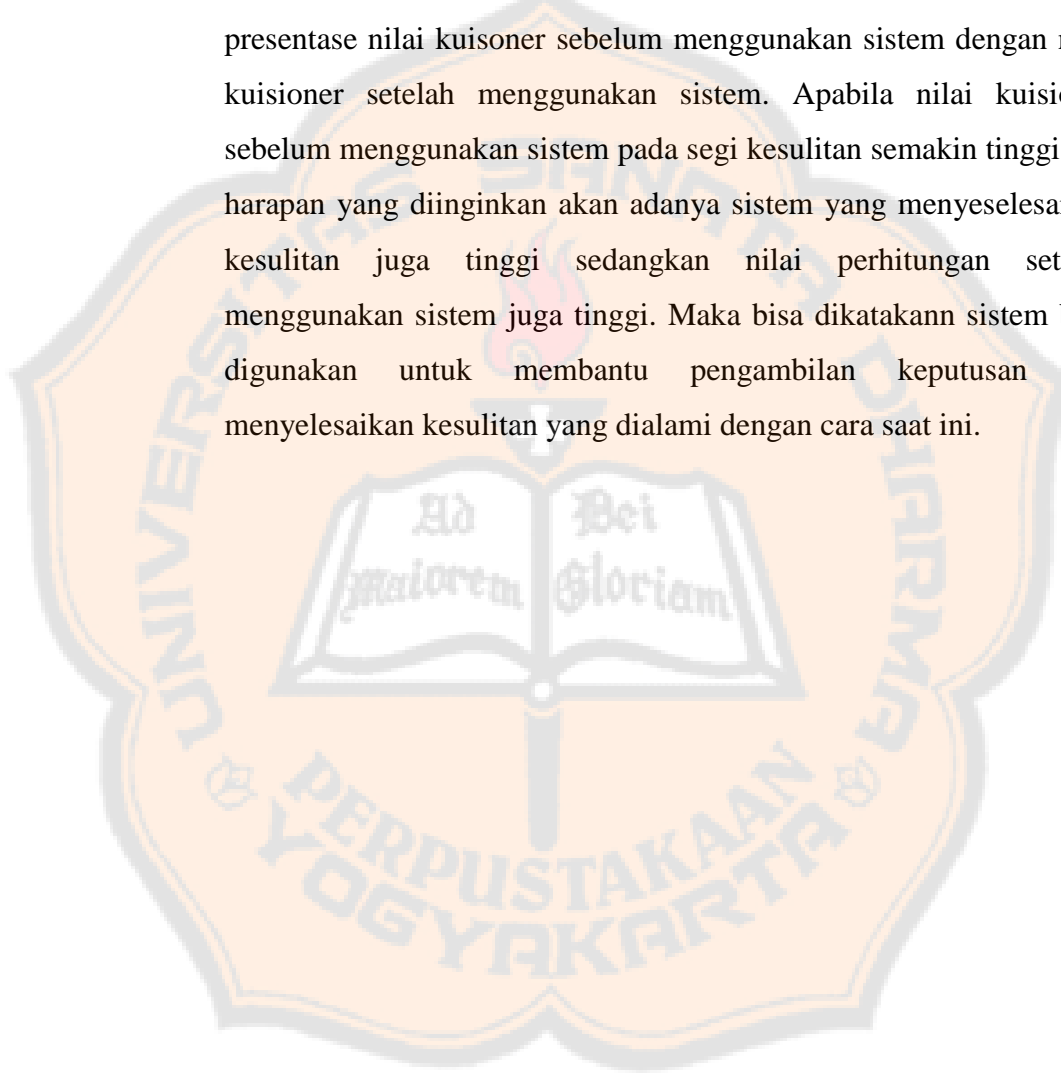 presentase nilai kuisoner sebelum menggunakan sistem dengan
kuisioner setelah menggunakan sistem. Apabila nilai
sebelum menggunakan sistem pada segi kesulitan semakin tinggi
harapan yang diinginkan akan adanya sistem yang
kesulitan juga tinggi sedangkan nilai perhitungan
menggunakan sistem juga tinggi. Maka bisa dikatakann sistem
digunakan untuk membantu pengambilan keputusan
menyelesaikan kesulitan yang dialami dengan cara saat ini.
UNIVERSITAS SANATA DHARMA
Ad Dei
maiorem Gloriam
PERPUSTAKAAN
YOGYAKARTA